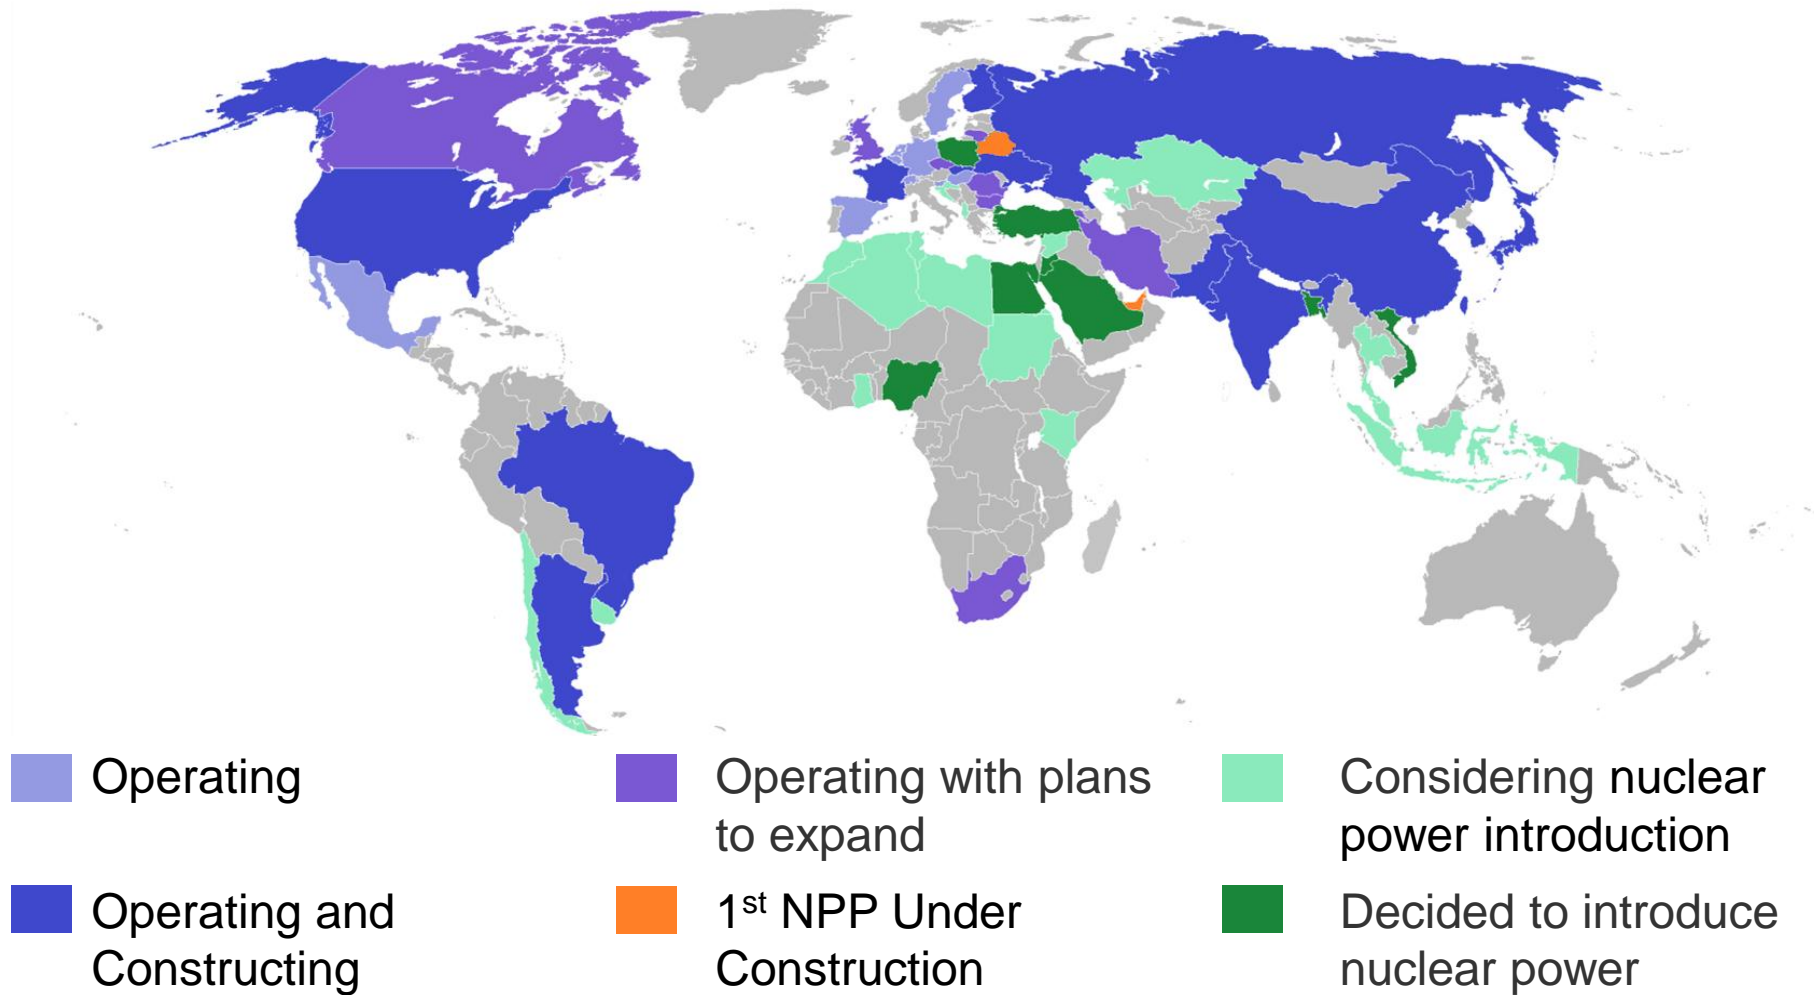 Operating
Operating with plans
to expand
Considering nuclear
power introduction
Operating and
Constructing
1st NPP Under
Construction
Decided to introduce
nuclear power